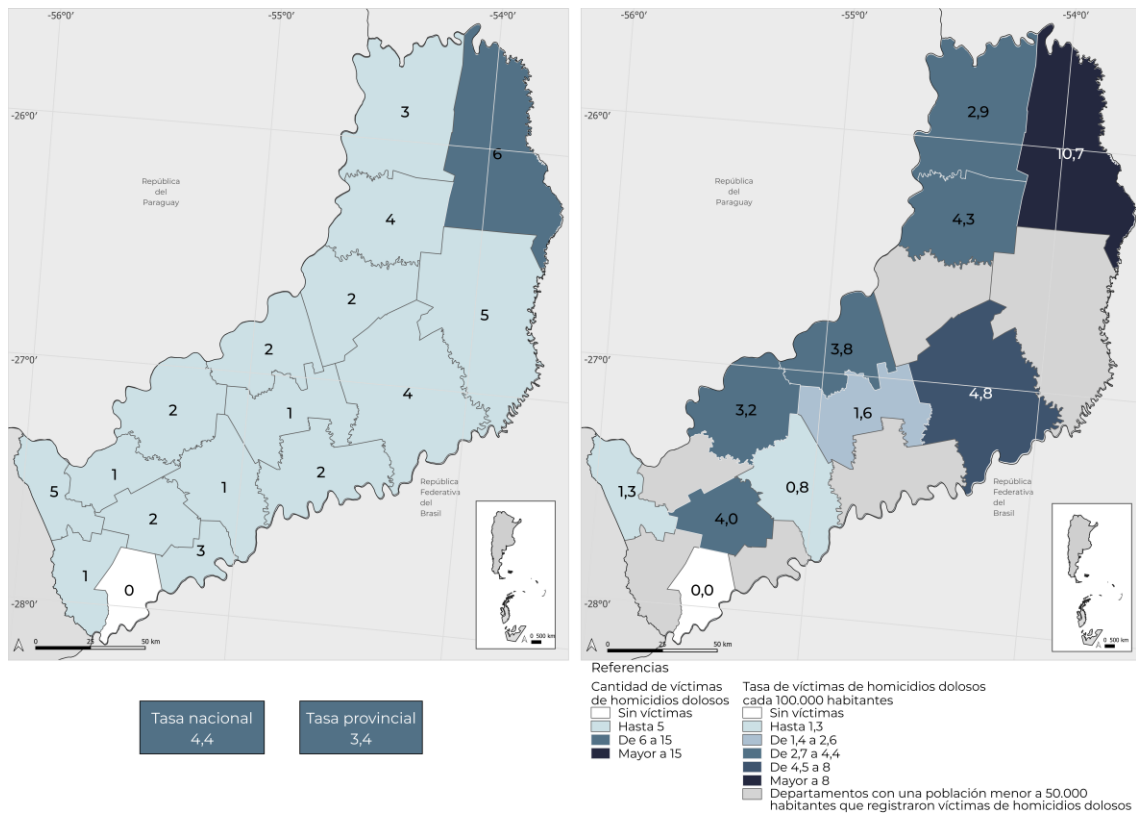 -56°0'
-55°0'
-54°0'
-26°0'
3
6
República
del
Paraguay
4
2
5
2
-27°0'
4
2
1
1
2
5
1
República
Federativa
del
Brasil
2
3
1
0
-28°0'
A
0 25 50 km
0 500 km
-56°0'
-55°0'
-54°0'
-26°0'
2,9
10,7
República
del
Paraguay
4,3
3,8
-27°0'
4,8
3,2
1,6
0,8
1,3
República
Federativa
del
Brasil
4,0
0,0
-28°0'
A
0 25 50 km
0 500 km
Tasa nacional
4,4
Tasa provincial
3,4
Referencias
Cantidad de víctimas
de homicidios dolosos
Sin víctimas
Hasta 5
De 6 a 15
Mayor a 15
Tasa de víctimas de homicidios dolosos
cada 100.000 habitantes
Sin víctimas
Hasta 1,3
De 1,4 a 2,6
De 2,7 a 4,4
De 4,5 a 8
Mayor a 8
Departamentos con una población menor a 50.000
habitantes que registraron víctimas de homicidios dolosos